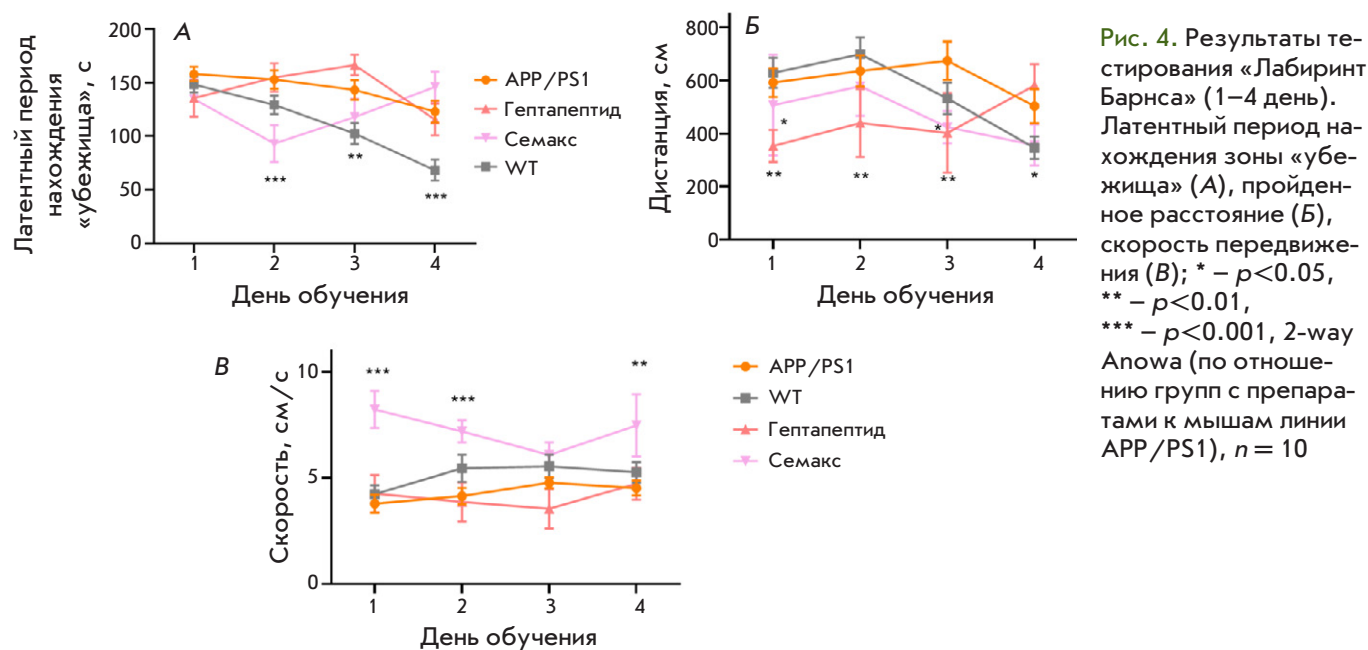 А
Латентный период
нахождения
«убежища», с
200
150
100
50
0
**
***
***
1
2
3
4
День обучения
APP/PS1
Гептапептид
Семакс
WT
Б
Дистанция, см
800
600
400
200
0
*
*
**
**
**
*
1
2
3
4
День обучения
В
Скорость, см/с
10
5
0
***
***
**
1
2
3
4
День обучения
APP/PS1
WT
Гептапептид
Семакс
Рис. 4. Результаты те-
стирования «Лабиринт
Барнса» (1–4 день).
Латентный период на-
хождения зоны «убе-
жища» (А), пройден-
ное расстояние (Б),
скорость передвиже-
ния (В); * – p<0.05,
** – p<0.01,
*** – p<0.001, 2-way
Anowa (по отноше-
нию групп с препара-
тами к мышам линии
APP/PS1), n = 10